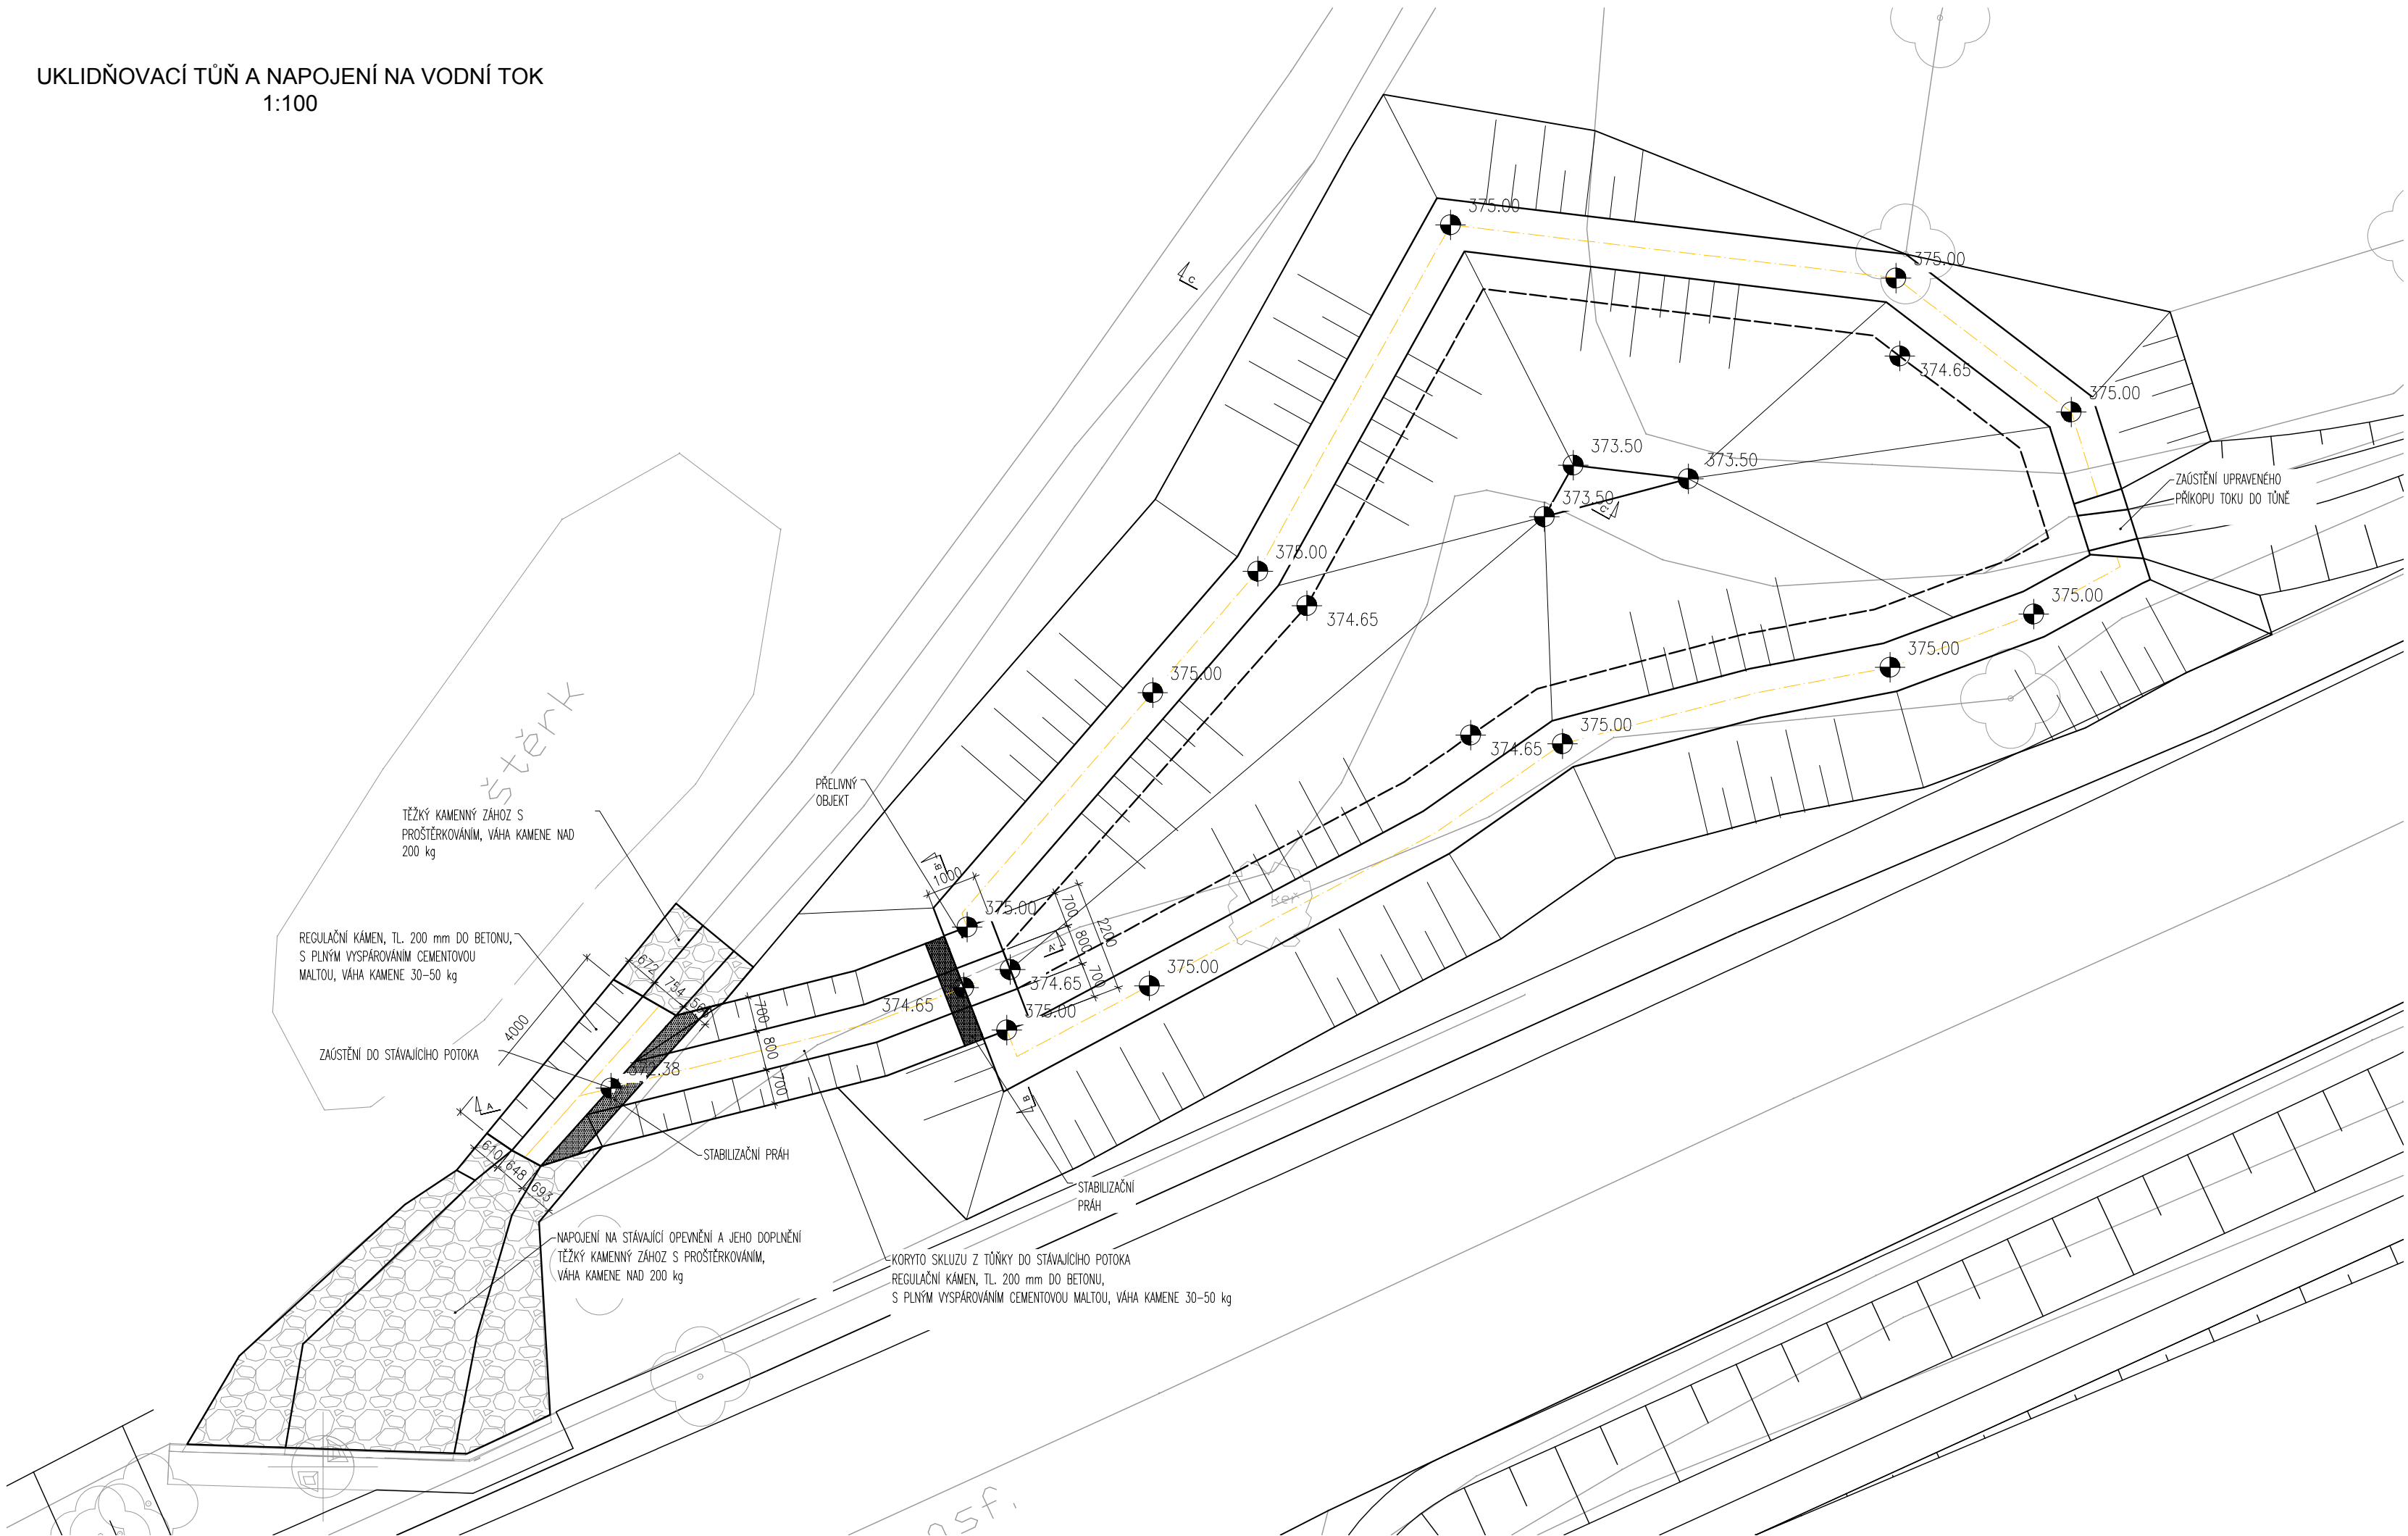 UKLIDŇOVACÍ TŮŇ A NAPOJENÍ NA VODNÍ TOK
1:100
375.00
375.00
374.65
375.00
373.50
373.50
373.50
C
C'
ZAÚSTĚNÍ UPRAVENÉHO
PŘÍKOPU TOKU DO TŮNĚ
375.00
374.65
375.00
375.00
375.00
375.00
374.65
štěrk
PŘELIVNÝ
OBJEKT
TĚŽKÝ KAMENNÝ ZÁHOZ S
PROŠTĚRKOVÁNÍM, VÁHA KAMENE NAD
200 kg
B'
1000
keř
700
800
700
2200
A'
375.00
374.65
374.65
375.00
375.00
REGULAČNÍ KÁMEN, TL. 200 mm DO BETONU,
S PLNÝM VYSPÁROVÁNÍM CEMENTOVOU
MALTOU, VÁHA KAMENE 30-50 kg
672
754
4000
700
800
700
ZAÚSTĚNÍ DO STÁVAJÍCÍHO POTOKA
372.38
A
B
610
648
693
STABILIZAČNÍ PRÁH
STABILIZAČNÍ
PRÁH
NAPOJENÍ NA STÁVAJÍCÍ OPEVNĚNÍ A JEHO DOPLNĚNÍ
TĚŽKÝ KAMENNÝ ZÁHOZ S PROŠTĚRKOVÁNÍM,
VÁHA KAMENE NAD 200 kg
KORYTO SKLUZU Z TŮŇKY DO STÁVAJÍCÍHO POTOKA
REGULAČNÍ KÁMEN, TL. 200 mm DO BETONU,
S PLNÝM VYSPÁROVÁNÍM CEMENTOVOU MALTOU, VÁHA KAMENE 30-50 kg
asf.